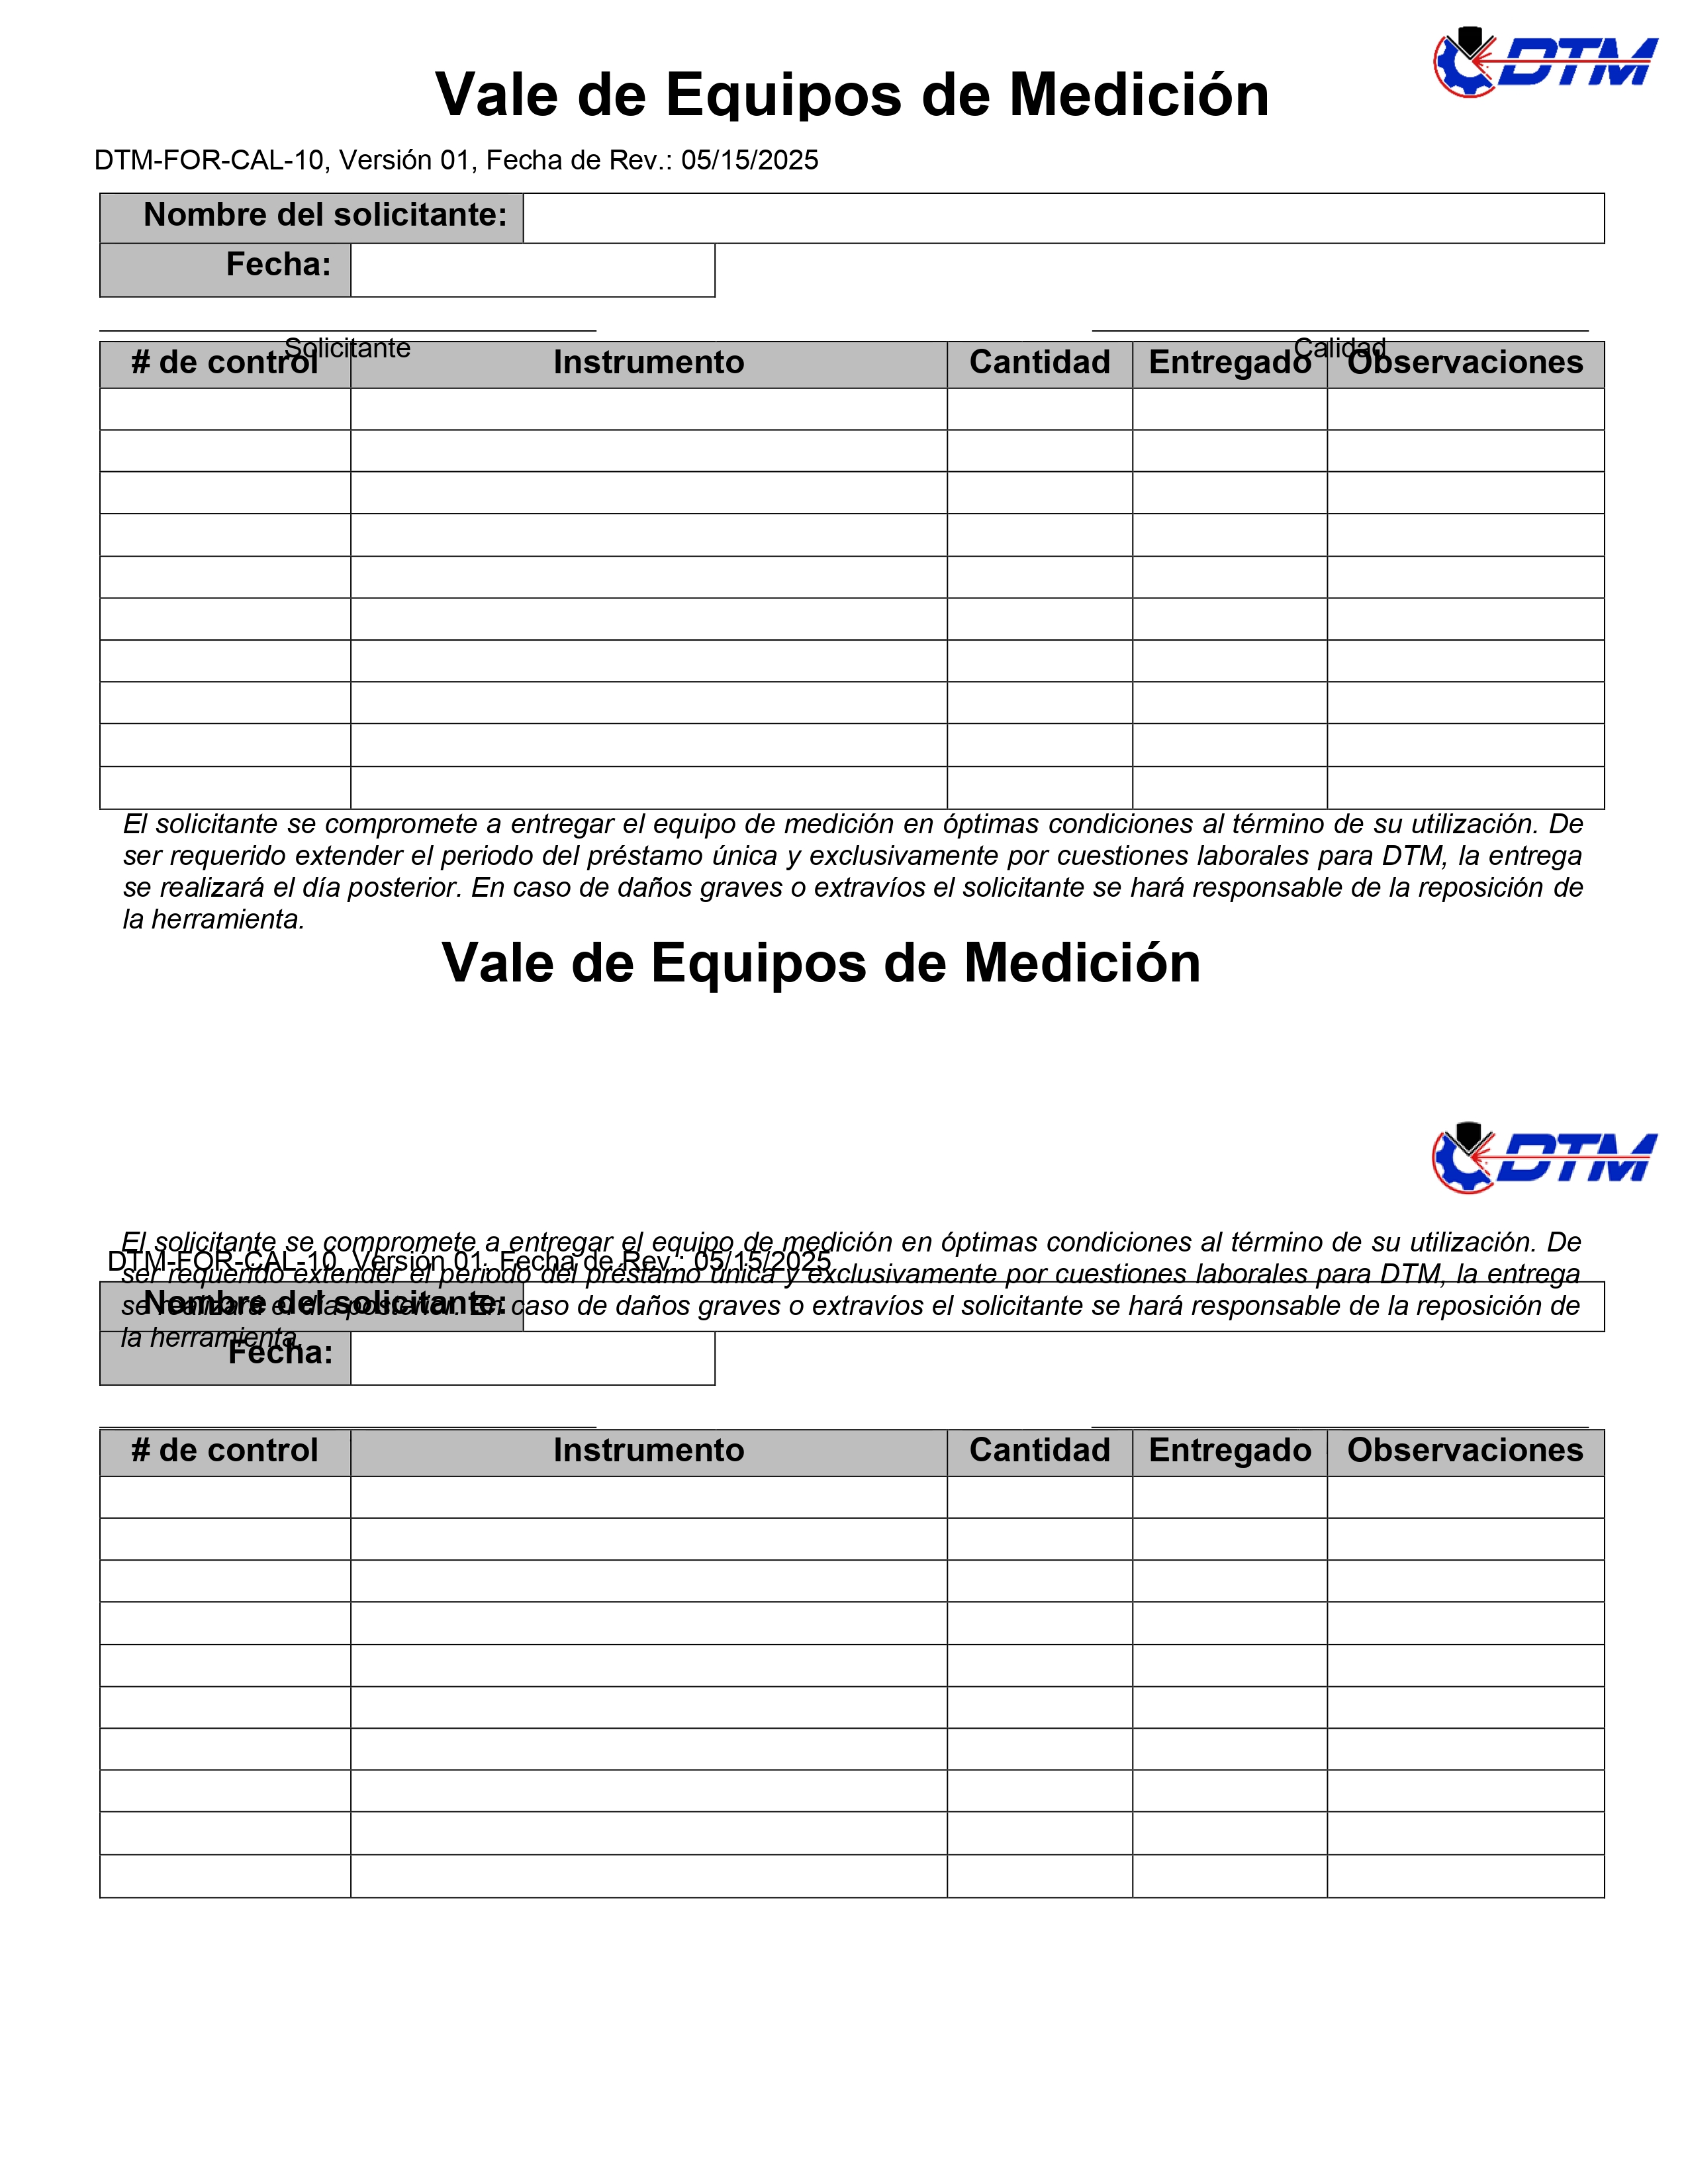 DTM
Vale de Equipos de Medición
DTM-FOR-CAL-10, Versión 01, Fecha de Rev.: 05/15/2025
Nombre del solicitante:
Fecha:
Solicitante Calidad
# de control Instrumento Cantidad Entregado Observaciones
El solicitante se compromete a entregar el equipo de medición en óptimas condiciones al término de su utilización. De
ser requerido extender el periodo del préstamo única y exclusivamente por cuestiones laborales para DTM, la entrega
se realizará el día posterior. En caso de daños graves o extravíos el solicitante se hará responsable de la reposición de
la herramienta.
Vale de Equipos de Medición
DTM
El solicitante se compromete a entregar el equipo de medición en óptimas condiciones al término de su utilización. De
DTM-FOR-CAL-10, Versión 01, Fecha de Rev.: 05/15/2025
ser requerido extender el periodo del préstamo única y exclusivamente por cuestiones laborales para DTM, la entrega
Nombre del solicitante:
se realizará el día posterior. En caso de daños graves o extravíos el solicitante se hará responsable de la reposición de
la herramienta.
Fecha:
# de control Instrumento Cantidad Entregado Observaciones